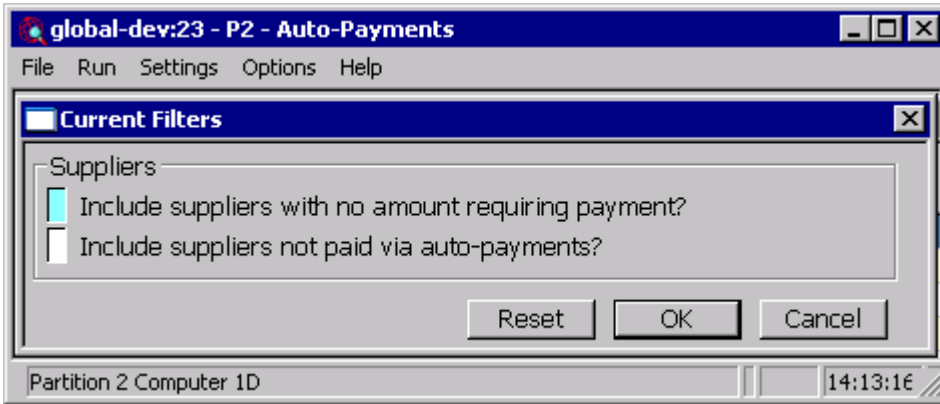 global-dev:23 - P2 - Auto-Payments
File Run Settings Options Help
Current Filters
Suppliers
Include suppliers with no amount requiring payment?
Include suppliers not paid via auto-payments?
Reset OK Cancel
Partition 2 Computer 1D 14:13:16